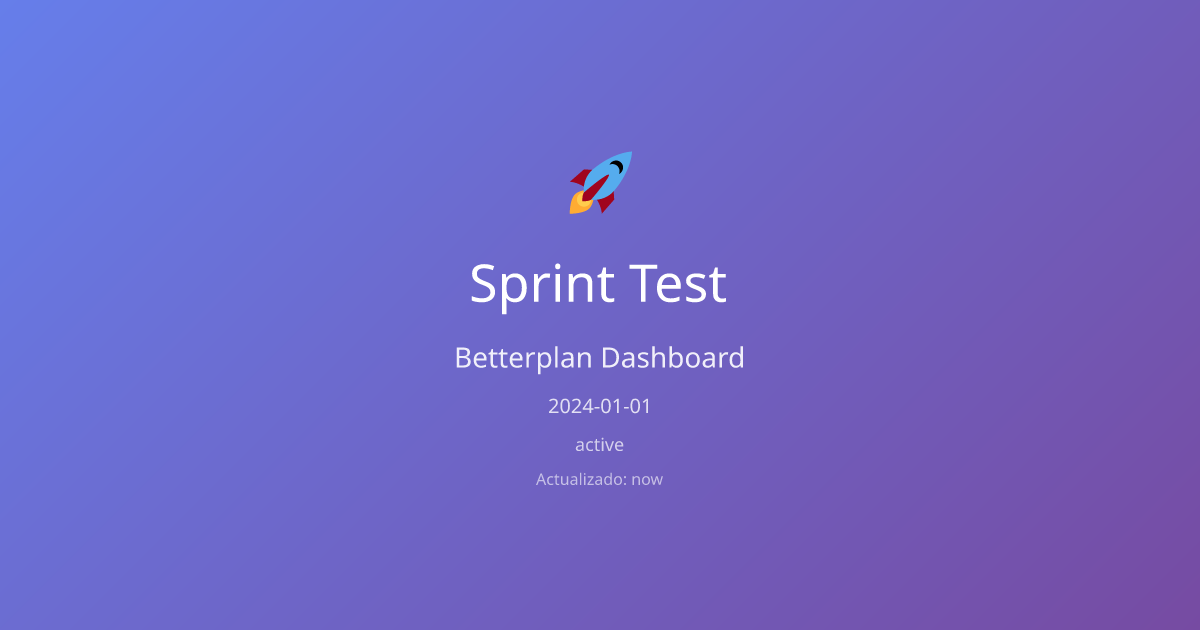 Sprint Test
Betterplan Dashboard
2024-01-01
active
Actualizado: now